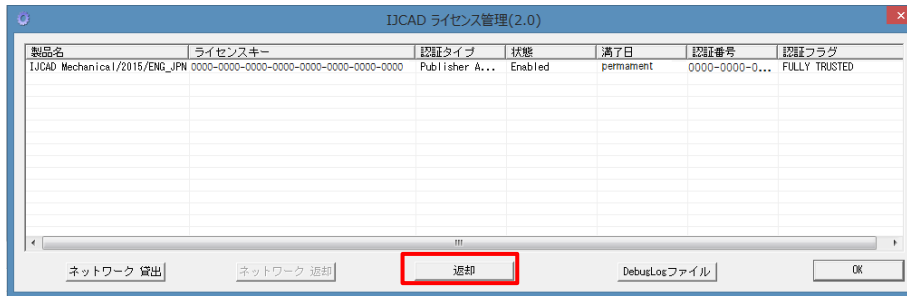 IJCAD ライセンス管理(2.0)
製品名 ライセンスキー 認証タイプ 状態 満了日 認証番号 認証フラグ
IJCAD Mechanical/2015/ENG_JPN 0000-0000-0000-0000-0000-0000-0000 Publisher A... Enabled permament 0000-0000-0... FULLY TRUSTED
ネットワーク 貸出 ネットワーク 返却 返却 DebugLogファイル OK